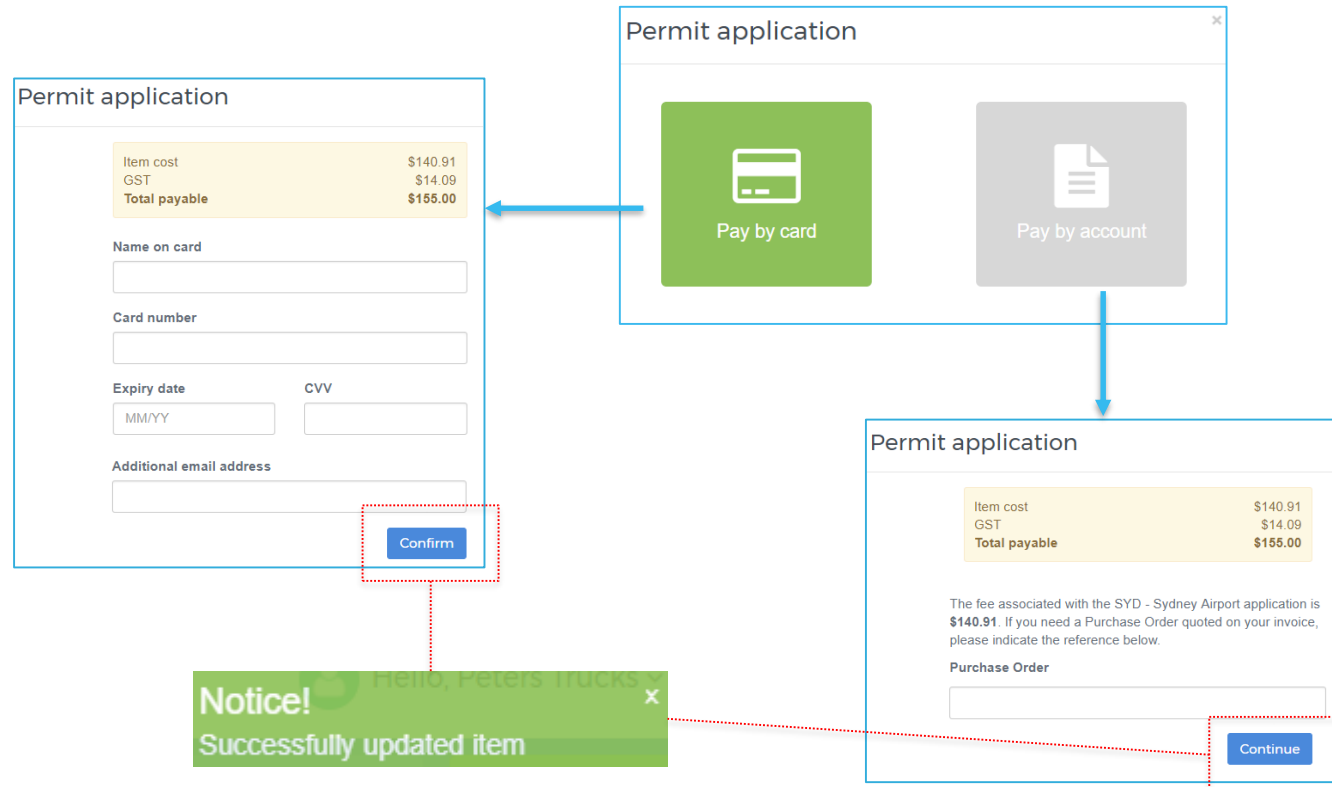 Permit application
×
Pay by card
Pay by account
Permit application
Item cost $140.91
GST $14.09
Total payable $155.00
Name on card
Card number
Expiry date CVV
MM/YY
Additional email address
Confirm
Permit application
Item cost $140.91
GST $14.09
Total payable $155.00
The fee associated with the SYD - Sydney Airport application is
$140.91. If you need a Purchase Order quoted on your invoice,
please indicate the reference below.
Purchase Order
Continue
Hello, Peters Trucks
Notice! x
Successfully updated item